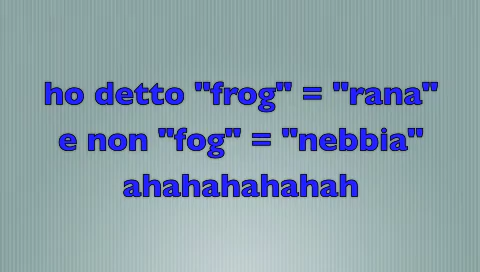 ho detto "frog" = "rana"
e non "fog" = "nebbia"
ahahahahahah